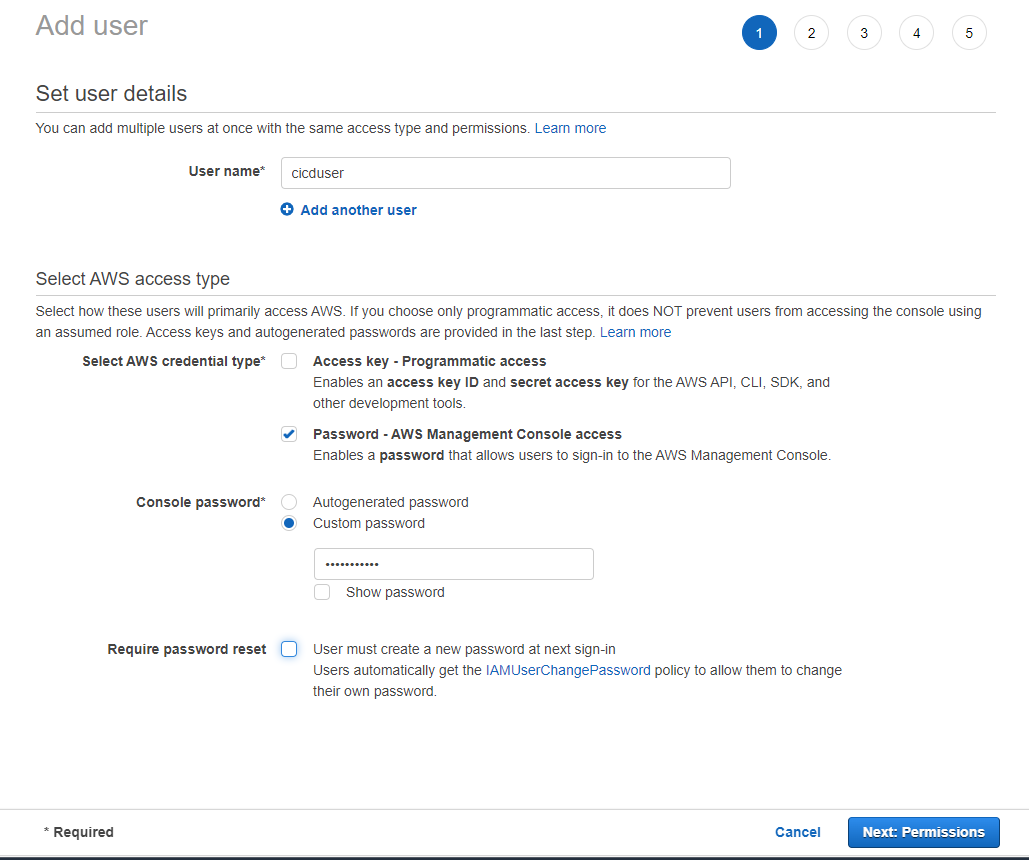 Add user
1 2 3 4 5
Set user details
You can add multiple users at once with the same access type and permissions. Learn more
User name*
cicduser
Add another user
Select AWS access type
Select how these users will primarily access AWS. If you choose only programmatic access, it does NOT prevent users from accessing the console using
an assumed role. Access keys and autogenerated passwords are provided in the last step. Learn more
Select AWS credential type*
Access key - Programmatic access
Enables an access key ID and secret access key for the AWS API, CLI, SDK, and
other development tools.
Password - AWS Management Console access
Enables a password that allows users to sign-in to the AWS Management Console.
Console password*
Autogenerated password
Custom password
•••••••••••
Show password
Require password reset
User must create a new password at next sign-in
Users automatically get the IAMUserChangePassword policy to allow them to change
their own password.
* Required
Cancel
Next: Permissions